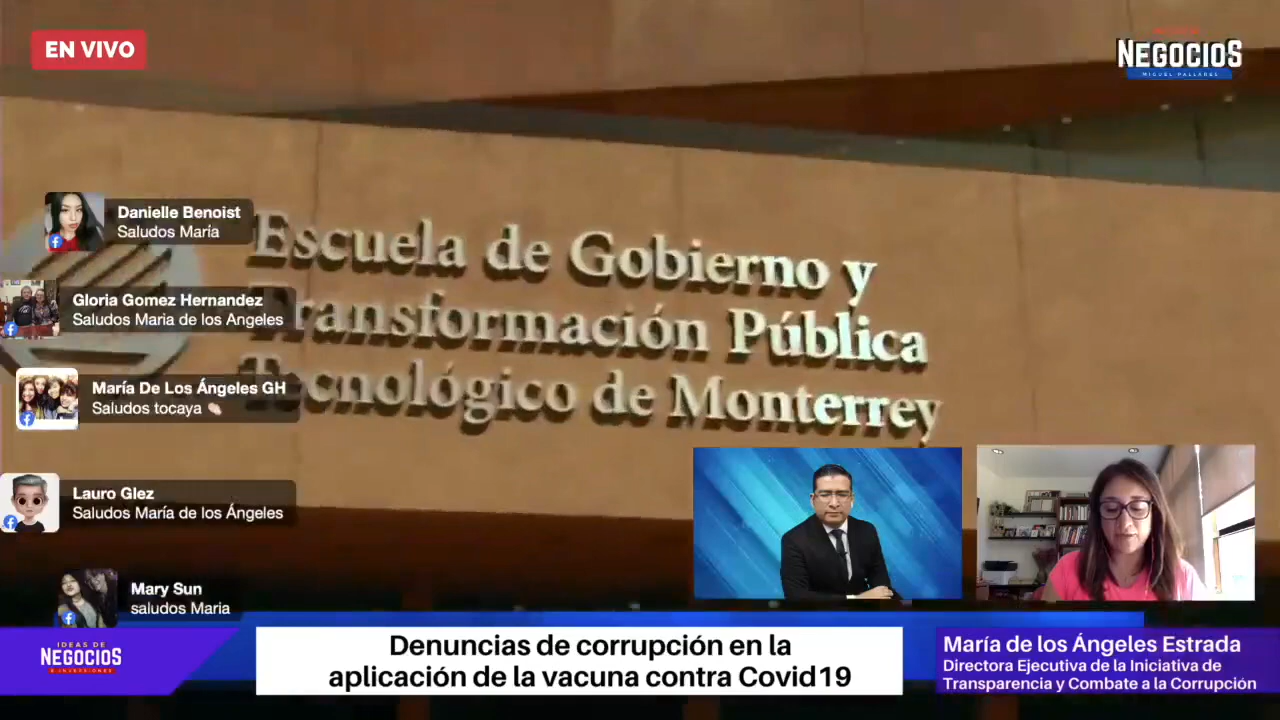 EN VIVO
NEGOCIOS
MIGUEL PALLARES
Danielle Benoist
Saludos María
Escuela de Gobierno y
Transformación Pública
Tecnológico de Monterrey
Gloria Gomez Hernandez
Saludos Maria de los Angeles
María De Los Ángeles GH
Saludos tocaya 👏🏻
Lauro Glez
Saludos María de los Ángeles
Mary Sun
saludos Maria
IDEAS DE
NEGOCIOS
E INVERSIONES
Denuncias de corrupción en la
aplicación de la vacuna contra Covid19
María de los Ángeles Estrada
Directora Ejecutiva de la Iniciativa de
Transparencia y Combate a la Corrupción